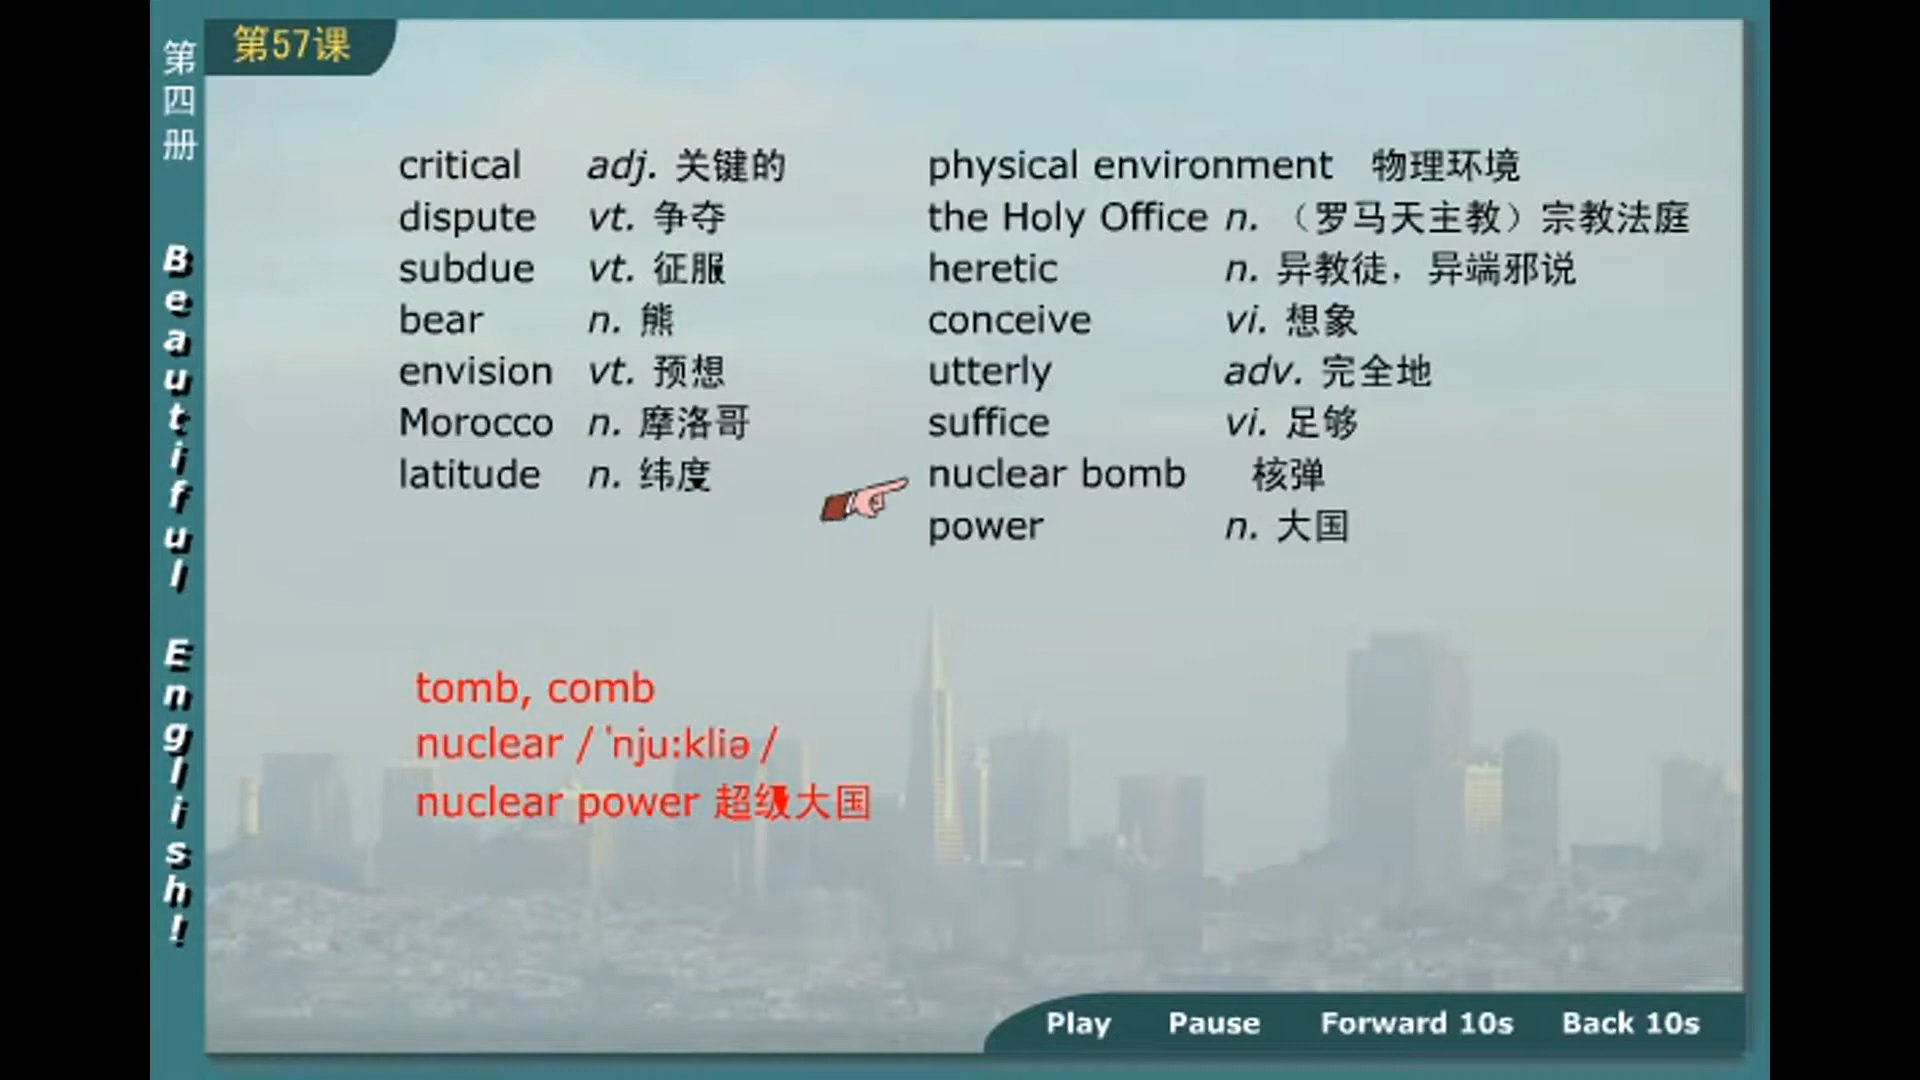 第57课
第四册
Beautiful English!
critical adj. 关键的
dispute vt. 争夺
subdue vt. 征服
bear n. 熊
envision vt. 预想
Morocco n. 摩洛哥
latitude n. 纬度
physical environment 物理环境
the Holy Office n. （罗马天主教）宗教法庭
heretic n. 异教徒，异端邪说
conceive vi. 想象
utterly adv. 完全地
suffice vi. 足够
nuclear bomb 核弹
power n. 大国
tomb, comb
nuclear / ˈnju:kliə /
nuclear power 超级大国
Play Pause Forward 10s Back 10s